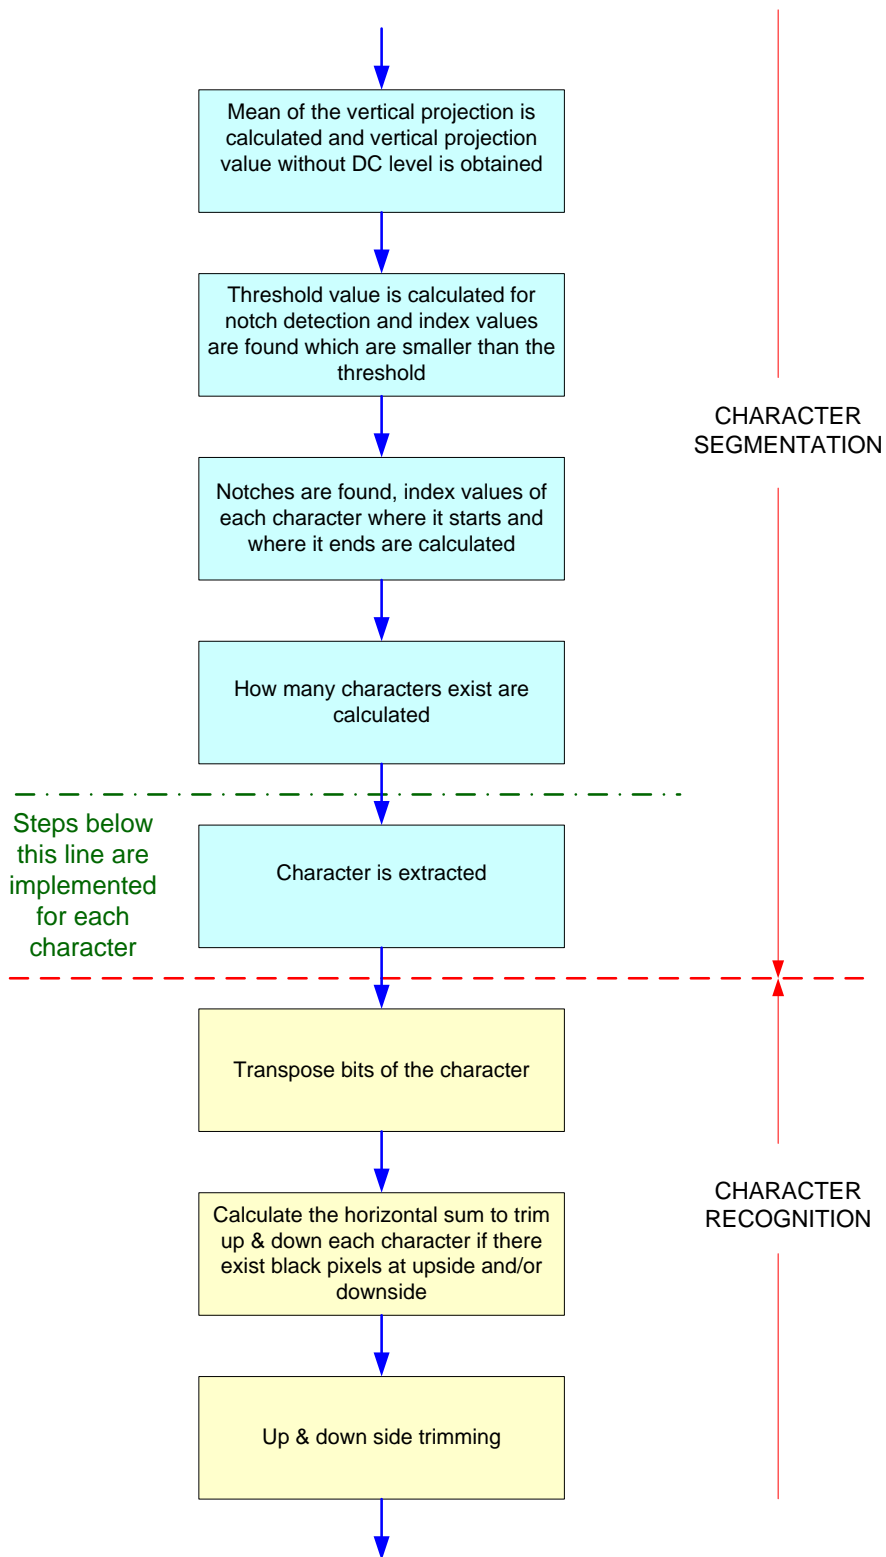 Mean of the vertical projection is
calculated and vertical projection
value without DC level is obtained
Threshold value is calculated for
notch detection and index values
are found which are smaller than the
threshold
CHARACTER
SEGMENTATION
Notches are found, index values of
each character where it starts and
where it ends are calculated
How many characters exist are
calculated
Steps below
this line are
implemented
for each
character
Character is extracted
Transpose bits of the character
Calculate the horizontal sum to trim
up & down each character if there
exist black pixels at upside and/or
downside
CHARACTER
RECOGNITION
Up & down side trimming